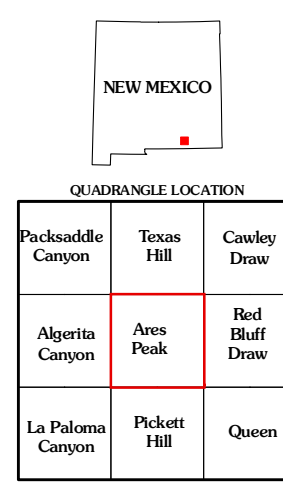 NEW MEXICO
QUADRANGLE LOCATION
Packsaddle
Canyon
Texas
Hill
Cawley
Draw
Algerita
Canyon
Ares
Peak
Red
Bluff
Draw
La Paloma
Canyon
Pickett
Hill
Queen